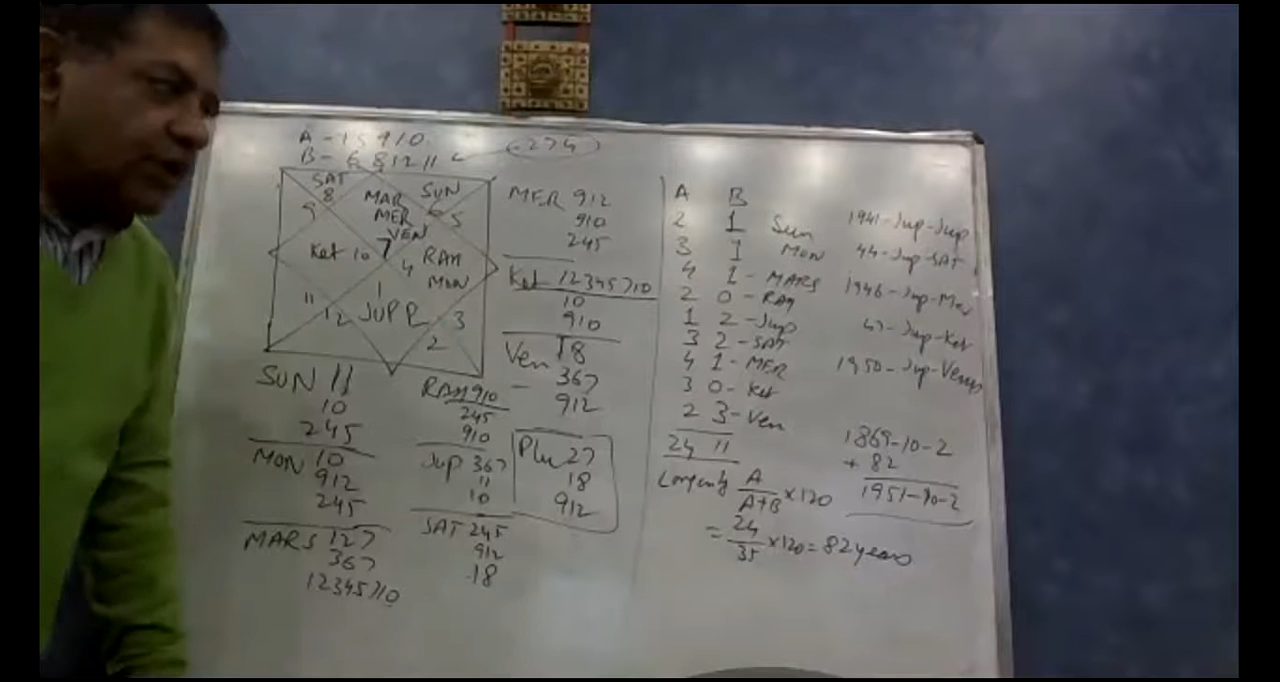 A - 1 5 9 10
B - 6 8 12 11
- 274
SAT
8
MAR
MER
VEN
7
SUN
6
5
9
Ket 10
4
RAH
MON
1
JUP R
11
12
3
2
SUN 11
10
245
MON 10
912
245
MARS 127
367
12345710
RAH 910
245
910
Jup 367
11
10
SAT 245
912
18
MER 912
910
245
Ket 12345710
10
910
Ven 18
367
912
Plu 27
18
912
A B
2 1 Sun
3 1 MON
4 1 - MARS
2 0 - RAH
1 2 - Jup
3 2 - SAT
4 1 - MER
3 0 - Ket
2 3 - Ven
24 11
Longevity A/A+B × 120
= 24/35 × 120 = 82 years
1941 - Jup - Jup
44 - Jup - SAT
1946 - Jup - Mer
47 - Jup - Ket
1950 - Jup - Venus
1869-10-2
+ 82
1951-10-2